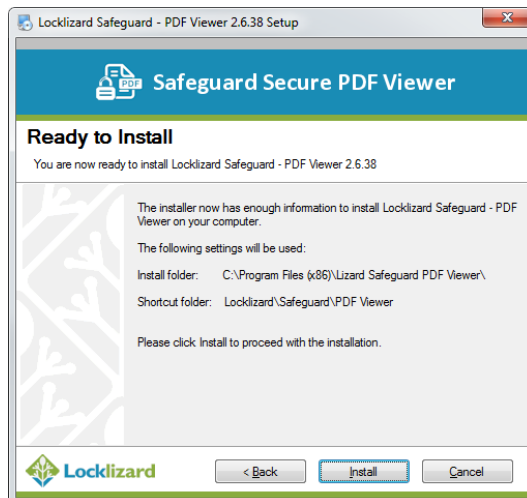 Locklizard Safeguard - PDF Viewer 2.6.38 Setup
PDF
Safeguard Secure PDF Viewer
Ready to Install
You are now ready to install Locklizard Safeguard - PDF Viewer 2.6.38
The installer now has enough information to install Locklizard Safeguard - PDF
Viewer on your computer.
The following settings will be used:
Install folder: C:\Program Files (x86)\Lizard Safeguard PDF Viewer\
Shortcut folder: Locklizard\Safeguard\PDF Viewer
Please click Install to proceed with the installation.
Locklizard
< Back
Install
Cancel